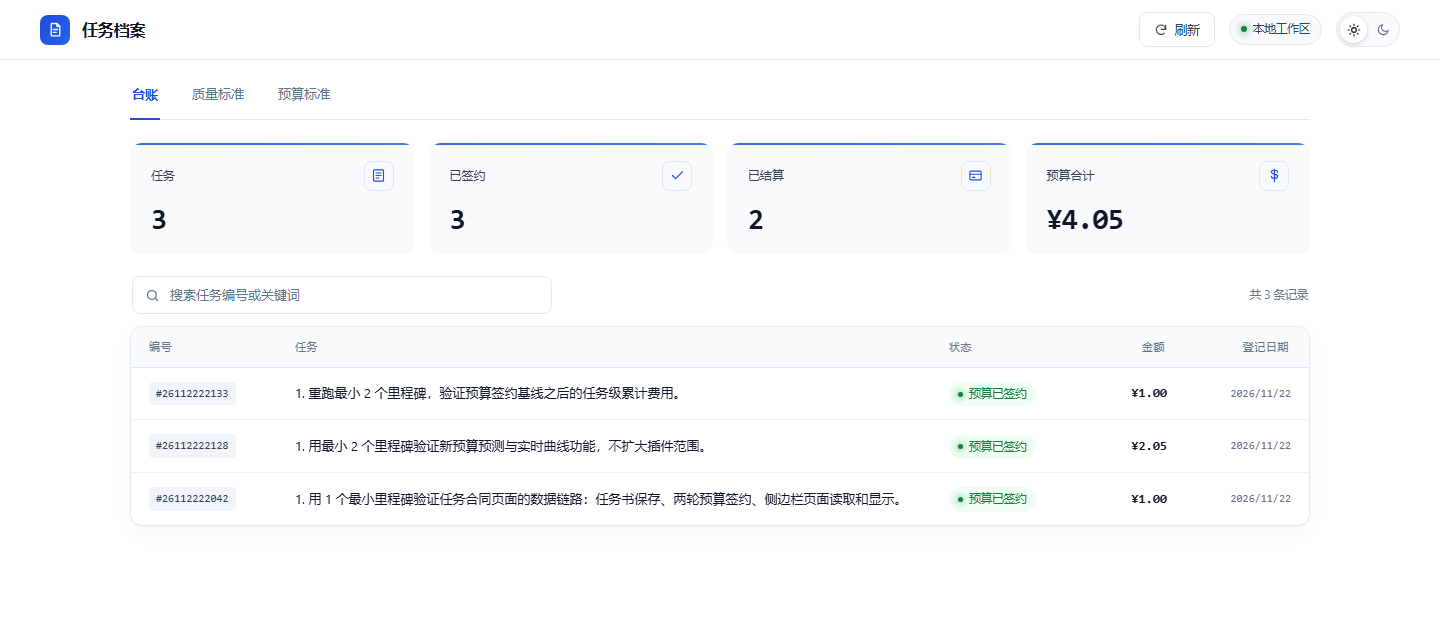 任务档案
刷新
本地工作区
台账 质量标准 预算标准
任务 已签约 已结算 预算合计
3 3 2 ¥4.05
搜索任务编号或关键词 共 3 条记录
编号 任务 状态 金额 登记日期
#26112222133 1. 重跑最小 2 个里程碑，验证预算签约基线之后的任务级累计费用。 预算已签约 ¥1.00 2026/11/22
#26112222128 1. 用最小 2 个里程碑验证新预算预测与实时曲线功能，不扩大插件范围。 预算已签约 ¥2.05 2026/11/22
#26112222042 1. 用 1 个最小里程碑验证任务合同页面的数据链路：任务书保存、两轮预算签约、侧边栏页面读取和显示。 预算已签约 ¥1.00 2026/11/22